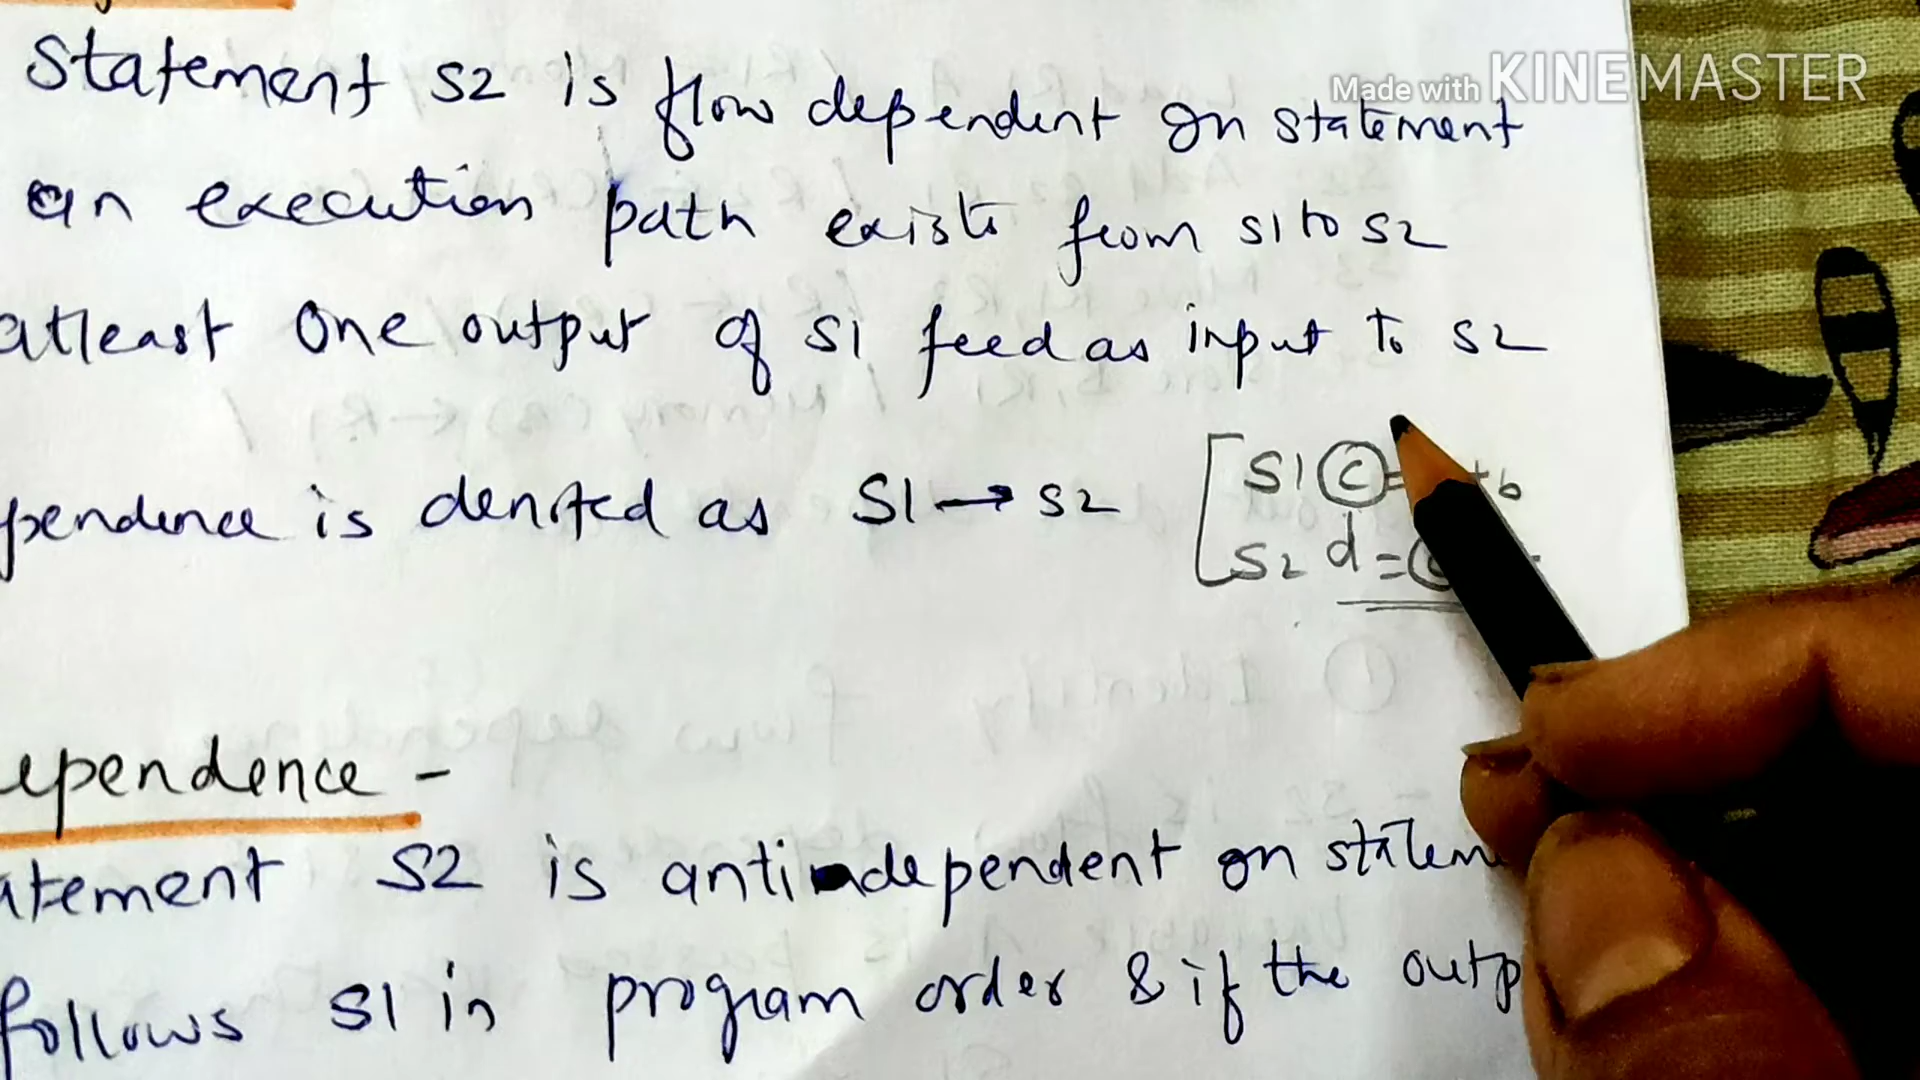 Made with KINEMASTER
Statement S2 is flow dependent on statement
an execution path exists from S1 to S2
atleast one output of S1 feed as input to S2
pendence is denoted as S1 → S2
S1 c = +b
S2 d =
ependence -
atement S2 is antidependent on statem
follows S1 in program order & if the outp